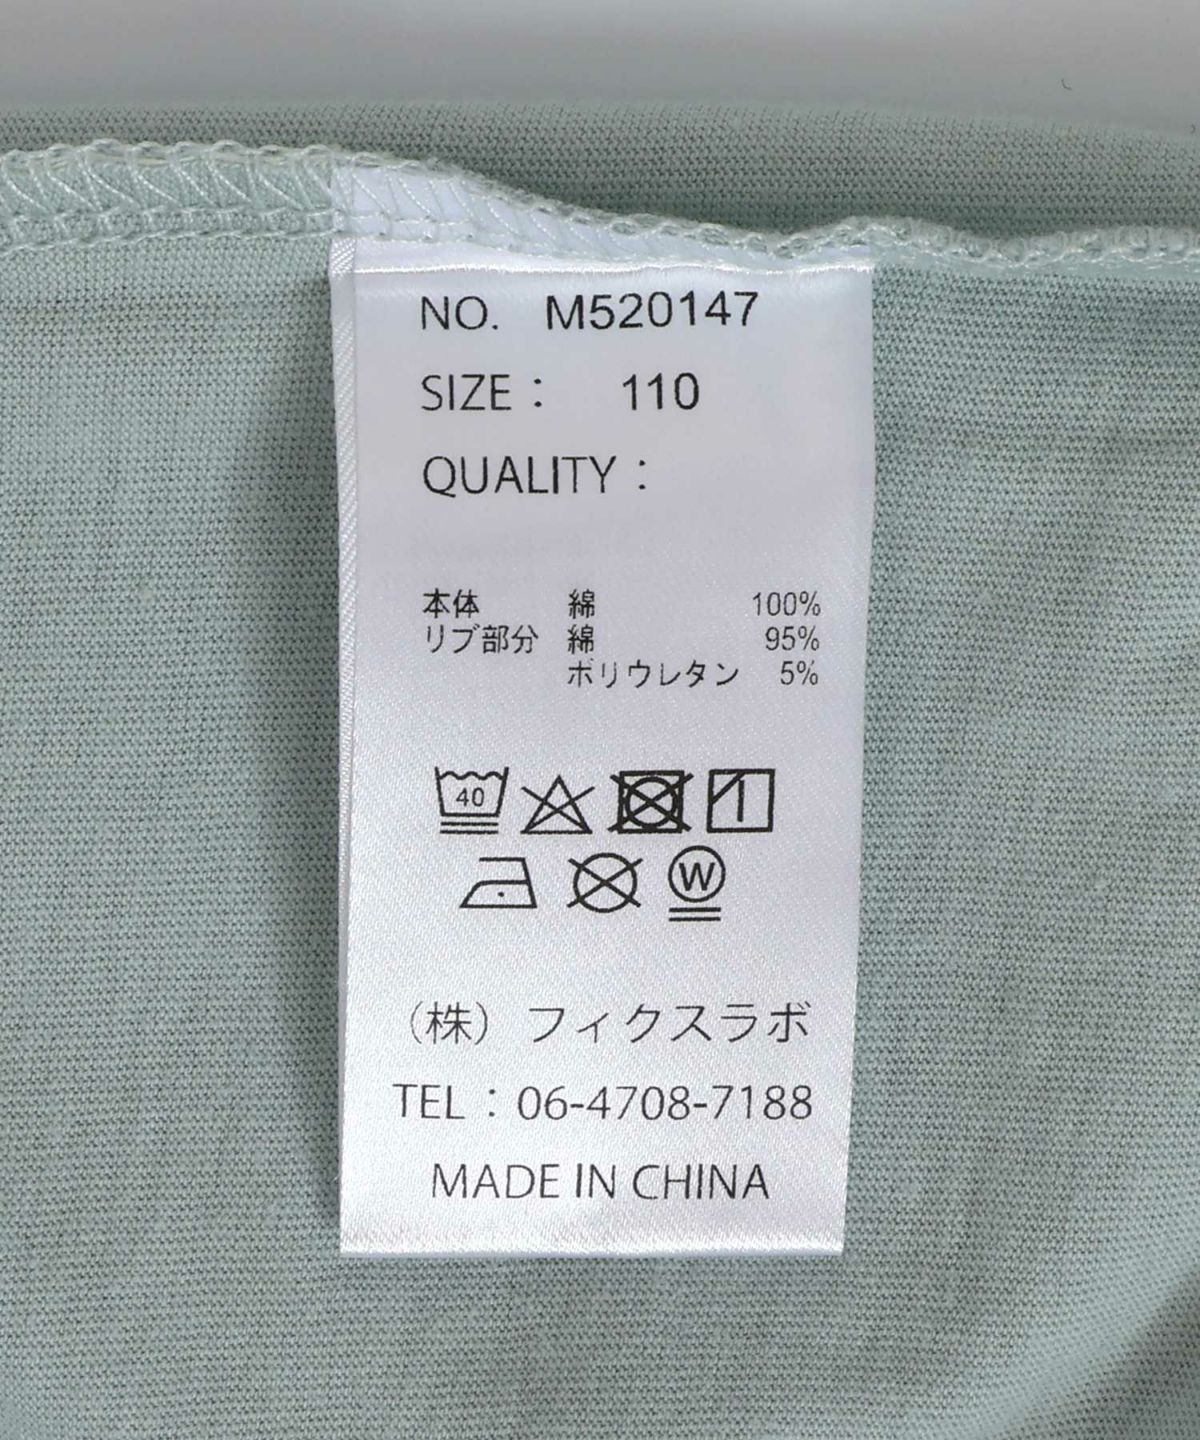 NO. M520147
SIZE： 110
QUALITY：
本体 綿 100%
リブ部分 綿 95%
ポリウレタン 5%
40
W
（株）フィクスラボ
TEL：06-4708-7188
MADE IN CHINA